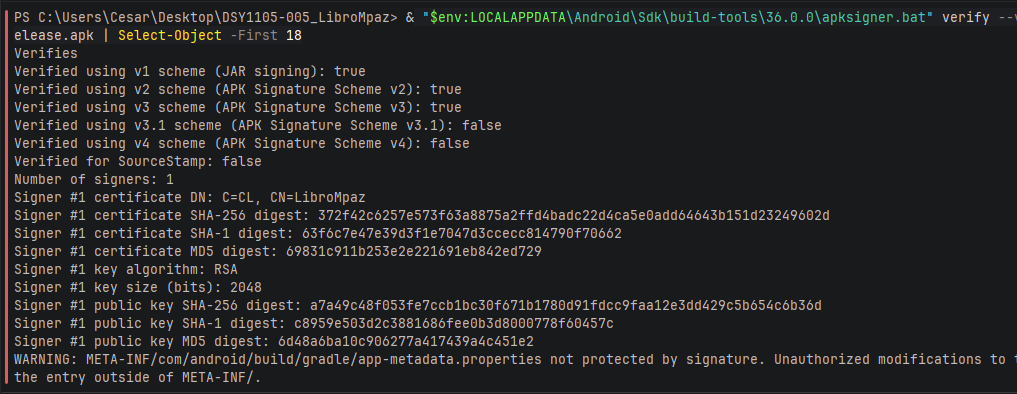 PS C:\Users\Cesar\Desktop\DSY1105-005_LibroMpaz> & "$env:LOCALAPPDATA\Android\Sdk\build-tools\36.0.0\apksigner.bat" verify --v
elease.apk | Select-Object -First 18
Verifies
Verified using v1 scheme (JAR signing): true
Verified using v2 scheme (APK Signature Scheme v2): true
Verified using v3 scheme (APK Signature Scheme v3): true
Verified using v3.1 scheme (APK Signature Scheme v3.1): false
Verified using v4 scheme (APK Signature Scheme v4): false
Verified for SourceStamp: false
Number of signers: 1
Signer #1 certificate DN: C=CL, CN=LibroMpaz
Signer #1 certificate SHA-256 digest: 372f42c6257e573f63a8875a2ffd4badc22d4ca5e0add64643b151d23249602d
Signer #1 certificate SHA-1 digest: 63f6c7e47e39d3f1e7047d3ccecc814790f70662
Signer #1 certificate MD5 digest: 69831c911b253e2e221691eb842ed729
Signer #1 key algorithm: RSA
Signer #1 key size (bits): 2048
Signer #1 public key SHA-256 digest: a7a49c48f053fe7ccb1bc30f671b1780d91fdcc9faa12e3dd429c5b654c6b36d
Signer #1 public key SHA-1 digest: c8959e503d2c3881686fee0b3d8000778f60457c
Signer #1 public key MD5 digest: 6d48a6ba10c906277a417439a4c451e2
WARNING: META-INF/com/android/build/gradle/app-metadata.properties not protected by signature. Unauthorized modifications to
the entry outside of META-INF/.